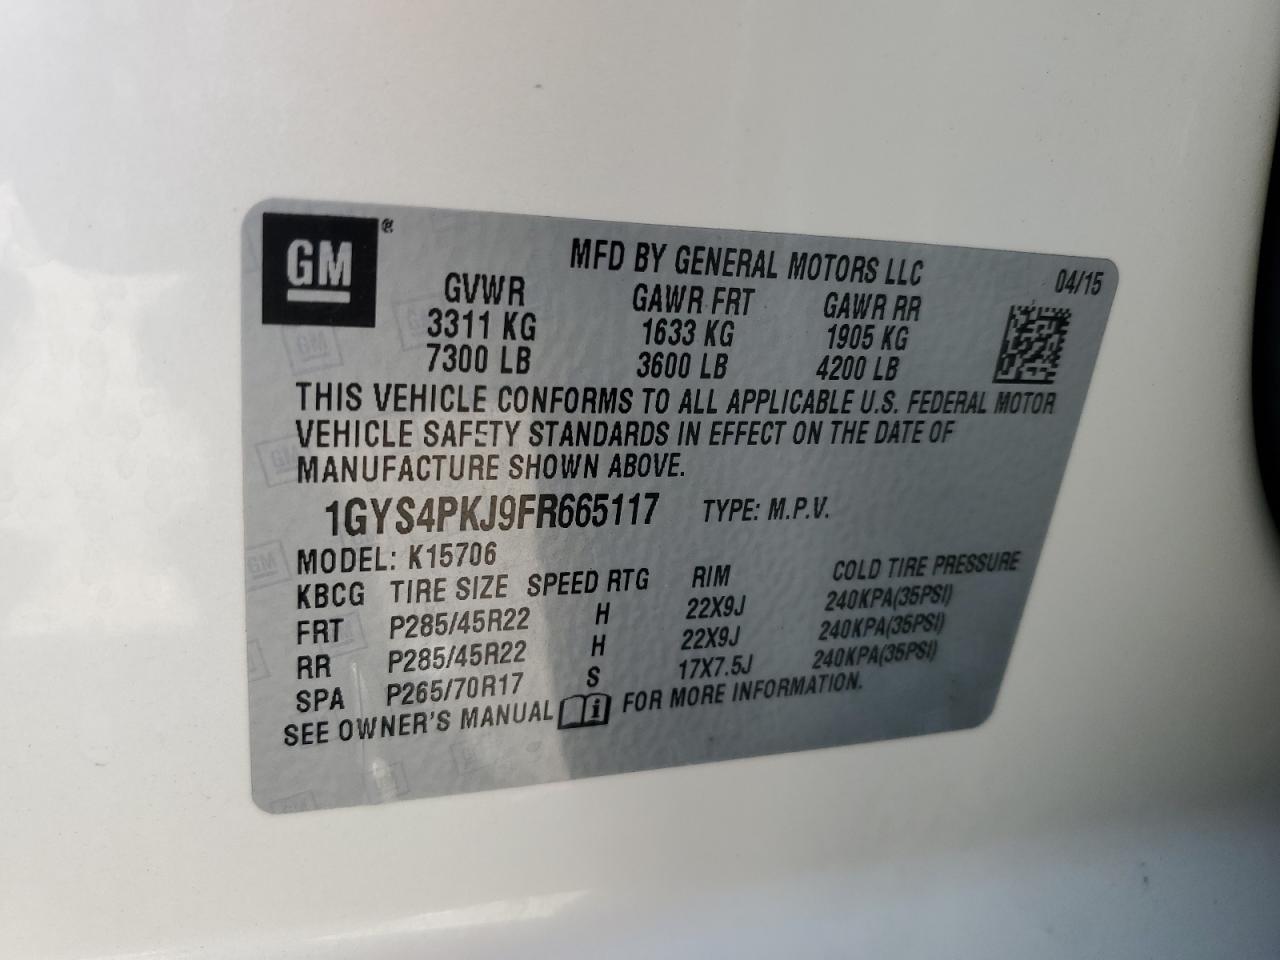 GM®
MFD BY GENERAL MOTORS LLC
04/15
GVWR GAWR FRT GAWR RR
3311 KG 1633 KG 1905 KG
7300 LB 3600 LB 4200 LB
THIS VEHICLE CONFORMS TO ALL APPLICABLE U.S. FEDERAL MOTOR
VEHICLE SAFETY STANDARDS IN EFFECT ON THE DATE OF
MANUFACTURE SHOWN ABOVE.
1GYS4PKJ9FR665117 TYPE: M.P.V.
MODEL: K15706
KBCG TIRE SIZE SPEED RTG RIM COLD TIRE PRESSURE
FRT P285/45R22 H 22X9J 240KPA(35PSI)
RR P285/45R22 H 22X9J 240KPA(35PSI)
SPA P265/70R17 S 17X7.5J 240KPA(35PSI)
SEE OWNER'S MANUAL i FOR MORE INFORMATION.